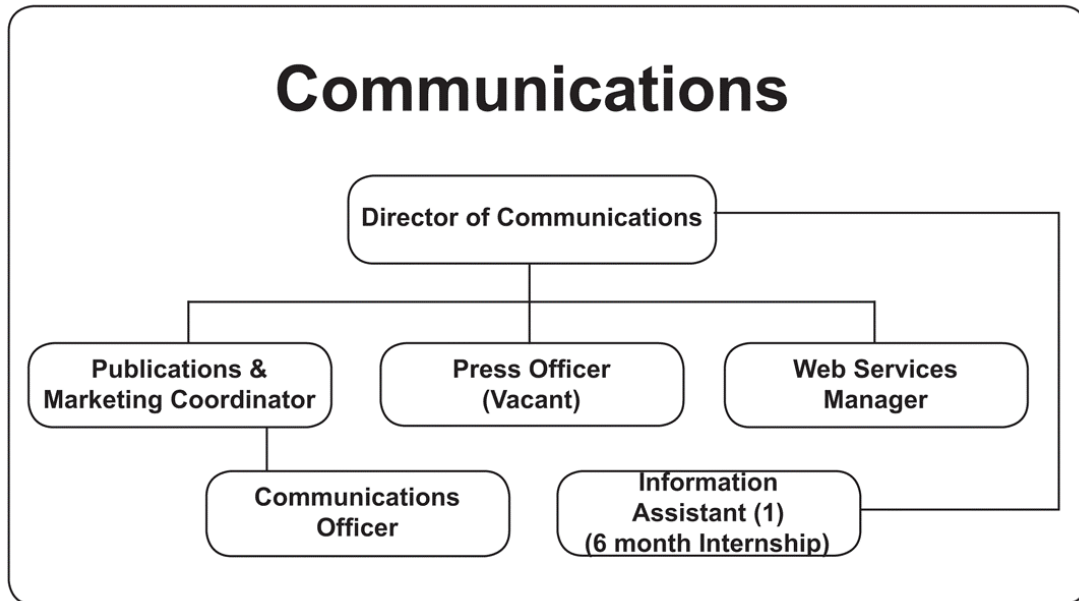 Communications
Director of Communications
Publications &
Marketing Coordinator
Press Officer
(Vacant)
Web Services
Manager
Communications
Officer
Information
Assistant (1)
(6 month Internship)